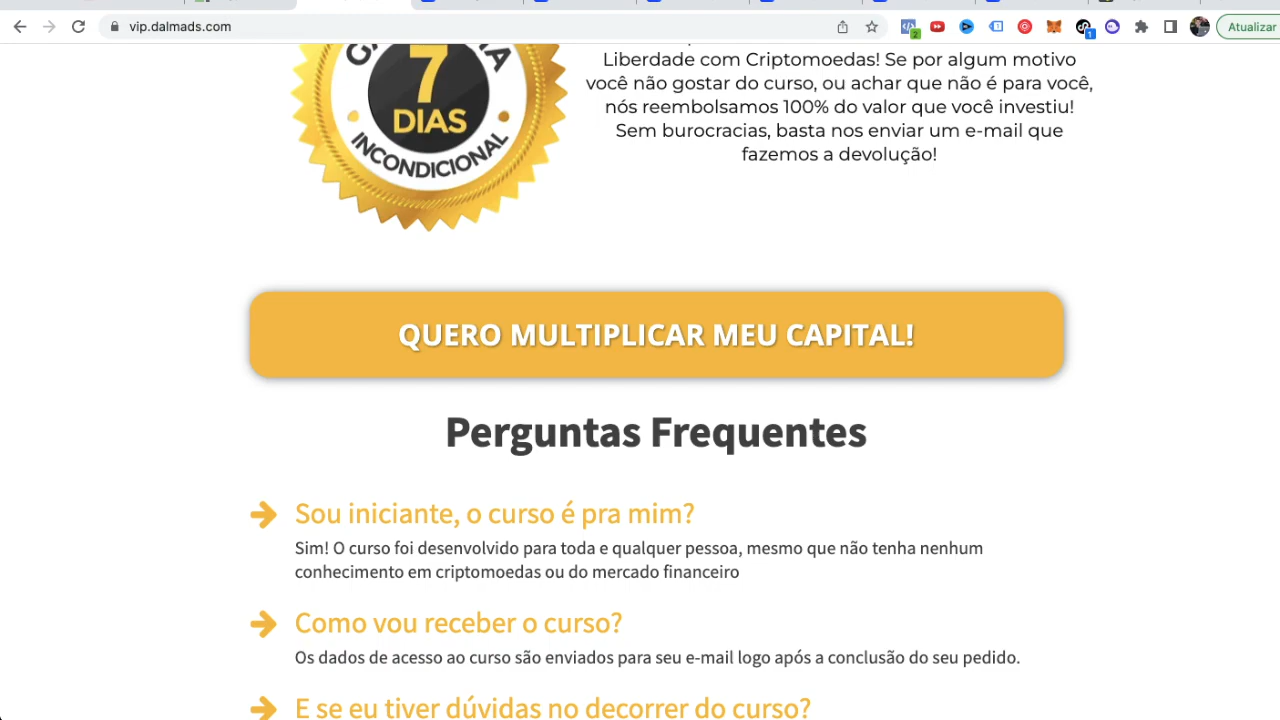 vip.dalmads.com
2
1
Atualizar
7
DIAS
INCONDICIONAL
Liberdade com Criptomoedas! Se por algum motivo
você não gostar do curso, ou achar que não é para você,
nós reembolsamos 100% do valor que você investiu!
Sem burocracias, basta nos enviar um e-mail que
fazemos a devolução!
QUERO MULTIPLICAR MEU CAPITAL!
Perguntas Frequentes
Sou iniciante, o curso é pra mim?
Sim! O curso foi desenvolvido para toda e qualquer pessoa, mesmo que não tenha nenhum
conhecimento em criptomoedas ou do mercado financeiro
Como vou receber o curso?
Os dados de acesso ao curso são enviados para seu e-mail logo após a conclusão do seu pedido.
E se eu tiver dúvidas no decorrer do curso?